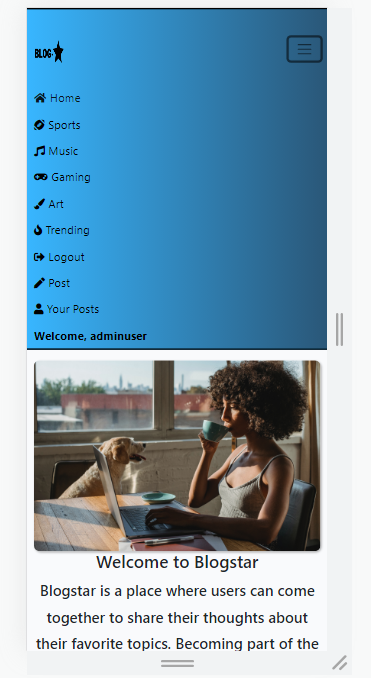 BLOG
Home
Sports
Music
Gaming
Art
Trending
Logout
Post
Your Posts
Welcome, adminuser
Welcome to Blogstar
Blogstar is a place where users can come
together to share their thoughts about
their favorite topics. Becoming part of the